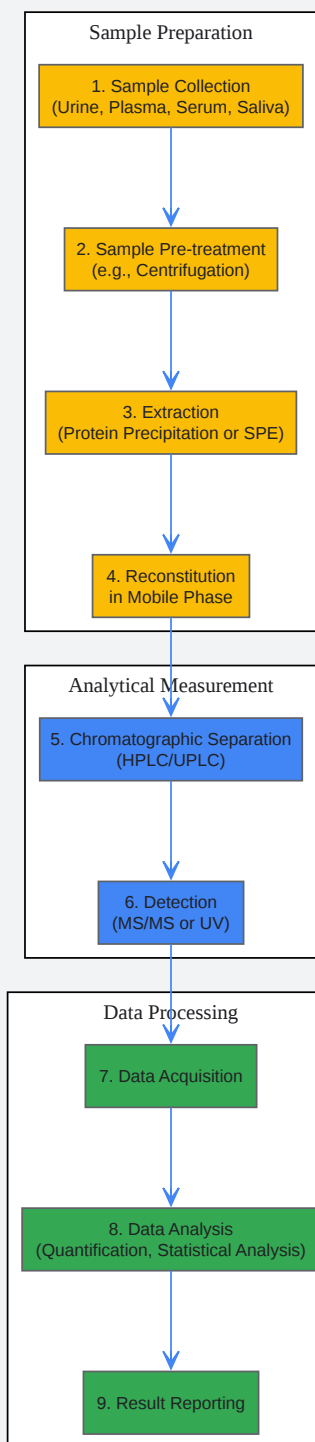 Sample Preparation
1. Sample Collection
(Urine, Plasma, Serum, Saliva)
2. Sample Pre-treatment
(e.g., Centrifugation)
3. Extraction
(Protein Precipitation or SPE)
4. Reconstitution
in Mobile Phase
Analytical Measurement
5. Chromatographic Separation
(HPLC/UPLC)
6. Detection
(MS/MS or UV)
Data Processing
7. Data Acquisition
8. Data Analysis
(Quantification, Statistical Analysis)
9. Result Reporting